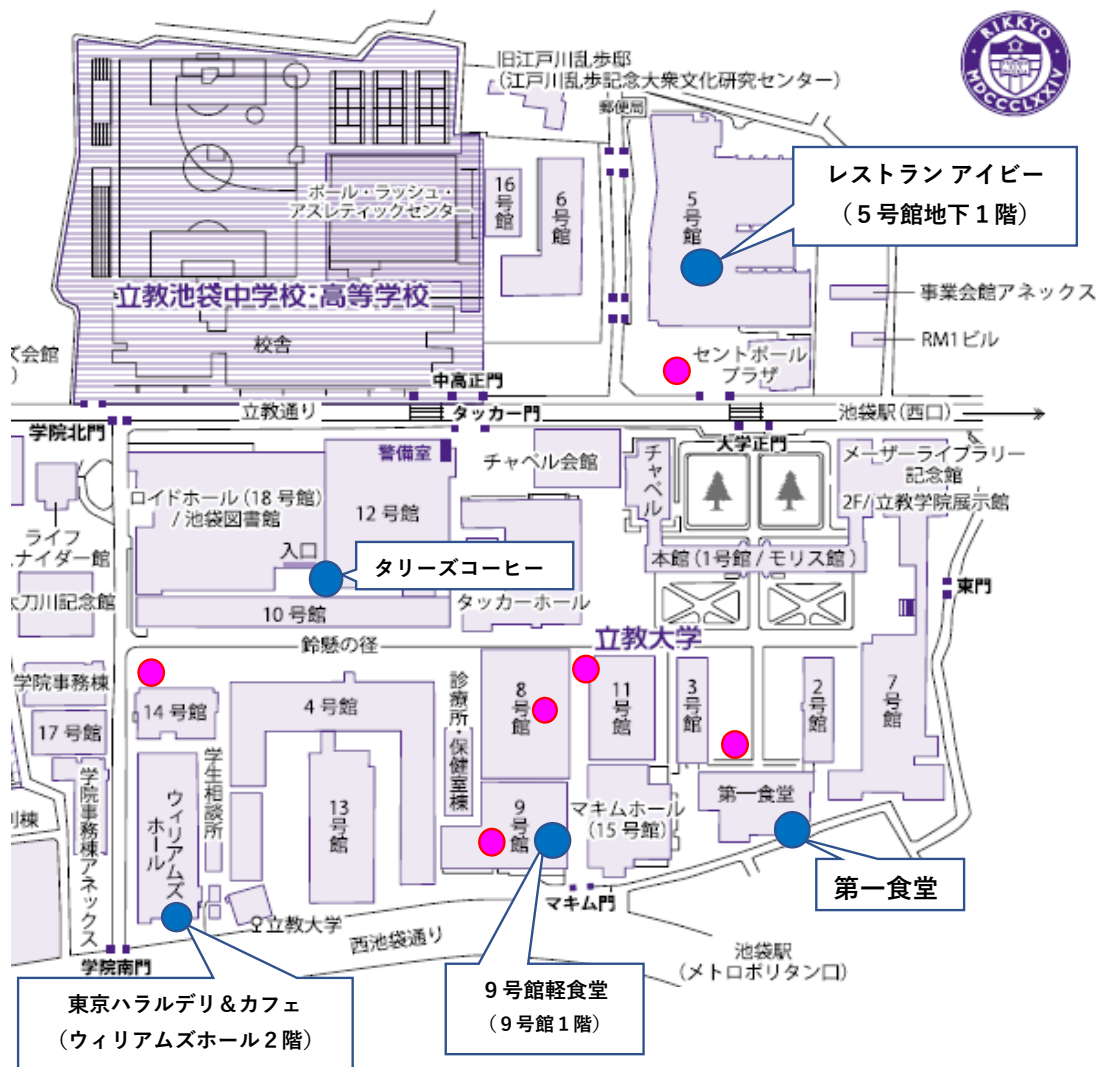 RIKKYO
MDCCCLXXIV
旧江戸川乱歩邸
(江戸川乱歩記念大衆文化研究センター)
郵便局
レストラン アイビー
(5号館地下1階)
16号館
6号館
5号館
ポール・ラッシュ・
アスレティックセンター
立教池袋中学校・高等学校
校舎
事業会館アネックス
RM1ビル
セントポール
プラザ
ズ会館
)
中高正門
立教通り
タッカー門
池袋駅(西口)
学院北門
大学正門
警備室
チャペル会館
チャペル
メーザーライブラリー
記念館
2F/立教学院展示館
ロイドホール(18号館)
/池袋図書館
12号館
ライフ
スナイダー館
入口
タリーズコーヒー
本館(1号館/モリス館)
東門
太刀川記念館
10号館
タッカーホール
鈴懸の径
立教大学
学院事務棟
14号館
4号館
診療所・保健室棟
8号館
11号館
3号館
2号館
7号館
17号館
学院事務棟アネックス
ウィリアムズ
ホール
学生相談所
13号館
9号館
マキムホール
(15号館)
第一食堂
別棟
マキム門
第一食堂
立教大学
西池袋通り
学院南門
池袋駅
(メトロポリタン口)
東京ハラルデリ&カフェ
(ウィリアムズホール2階)
9号館軽食堂
(9号館1階)